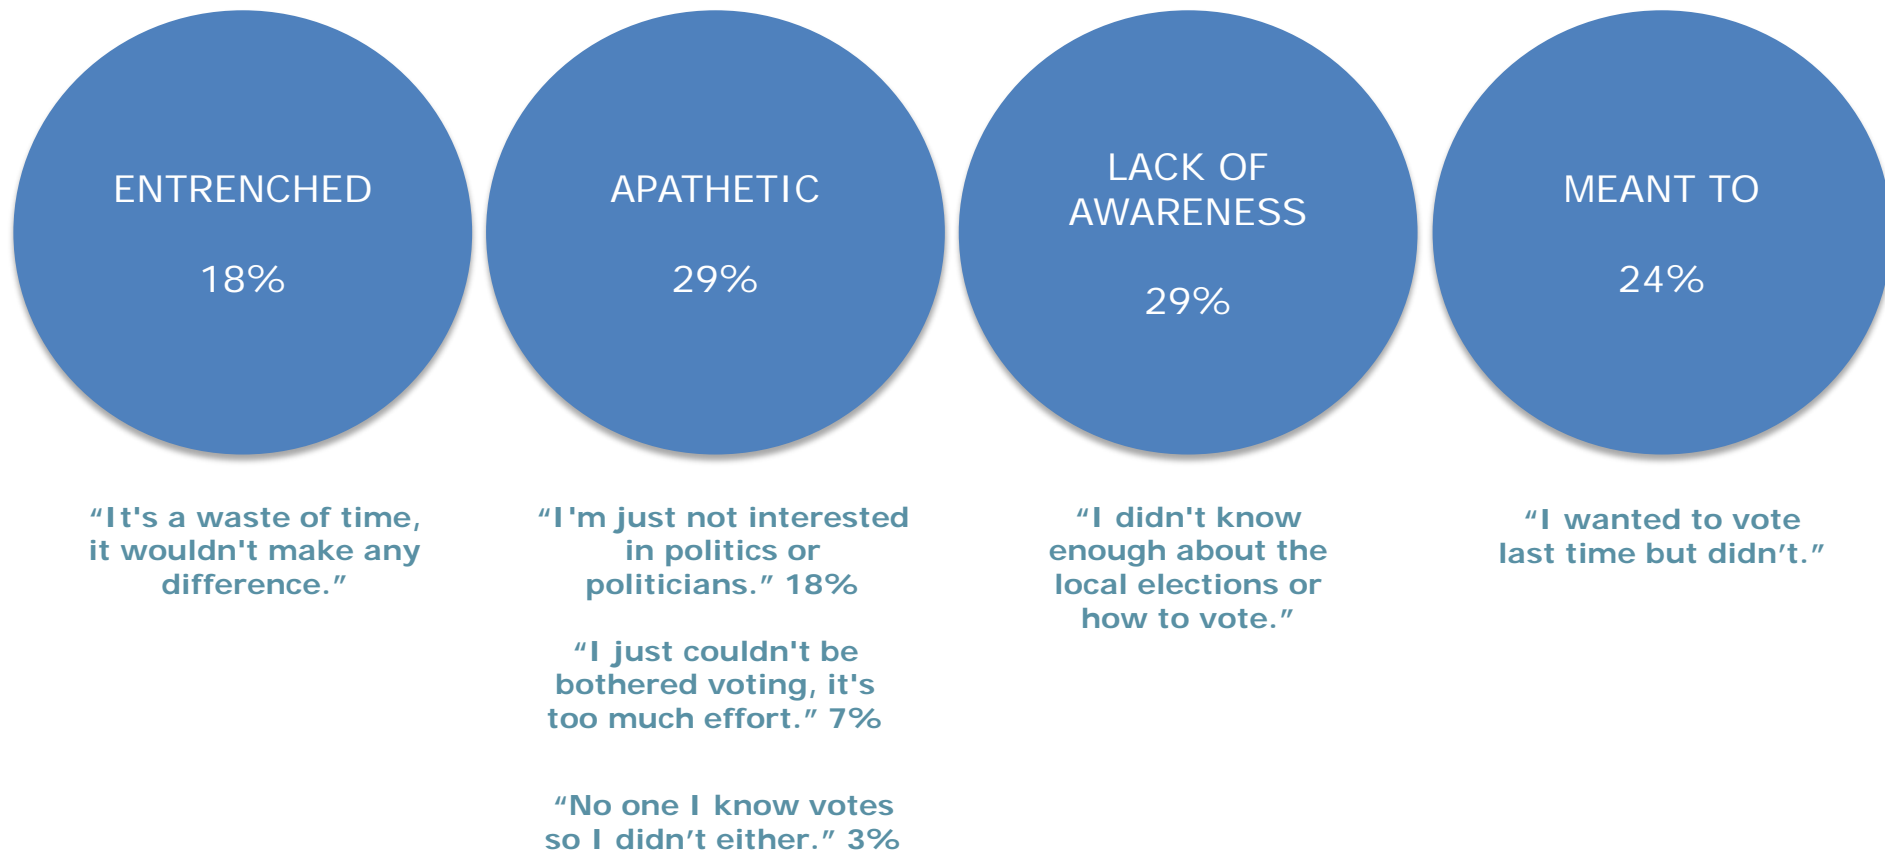 ENTRENCHED
18%
APATHETIC
29%
LACK OF
AWARENESS
29%
MEANT TO
24%
“It's a waste of time,
it wouldn't make any
difference.”
“I'm just not interested
in politics or
politicians.” 18%
“I just couldn't be
bothered voting, it's
too much effort.” 7%
“No one I know votes
so I didn’t either.” 3%
“I didn't know
enough about the
local elections or
how to vote.”
“I wanted to vote
last time but didn’t.”